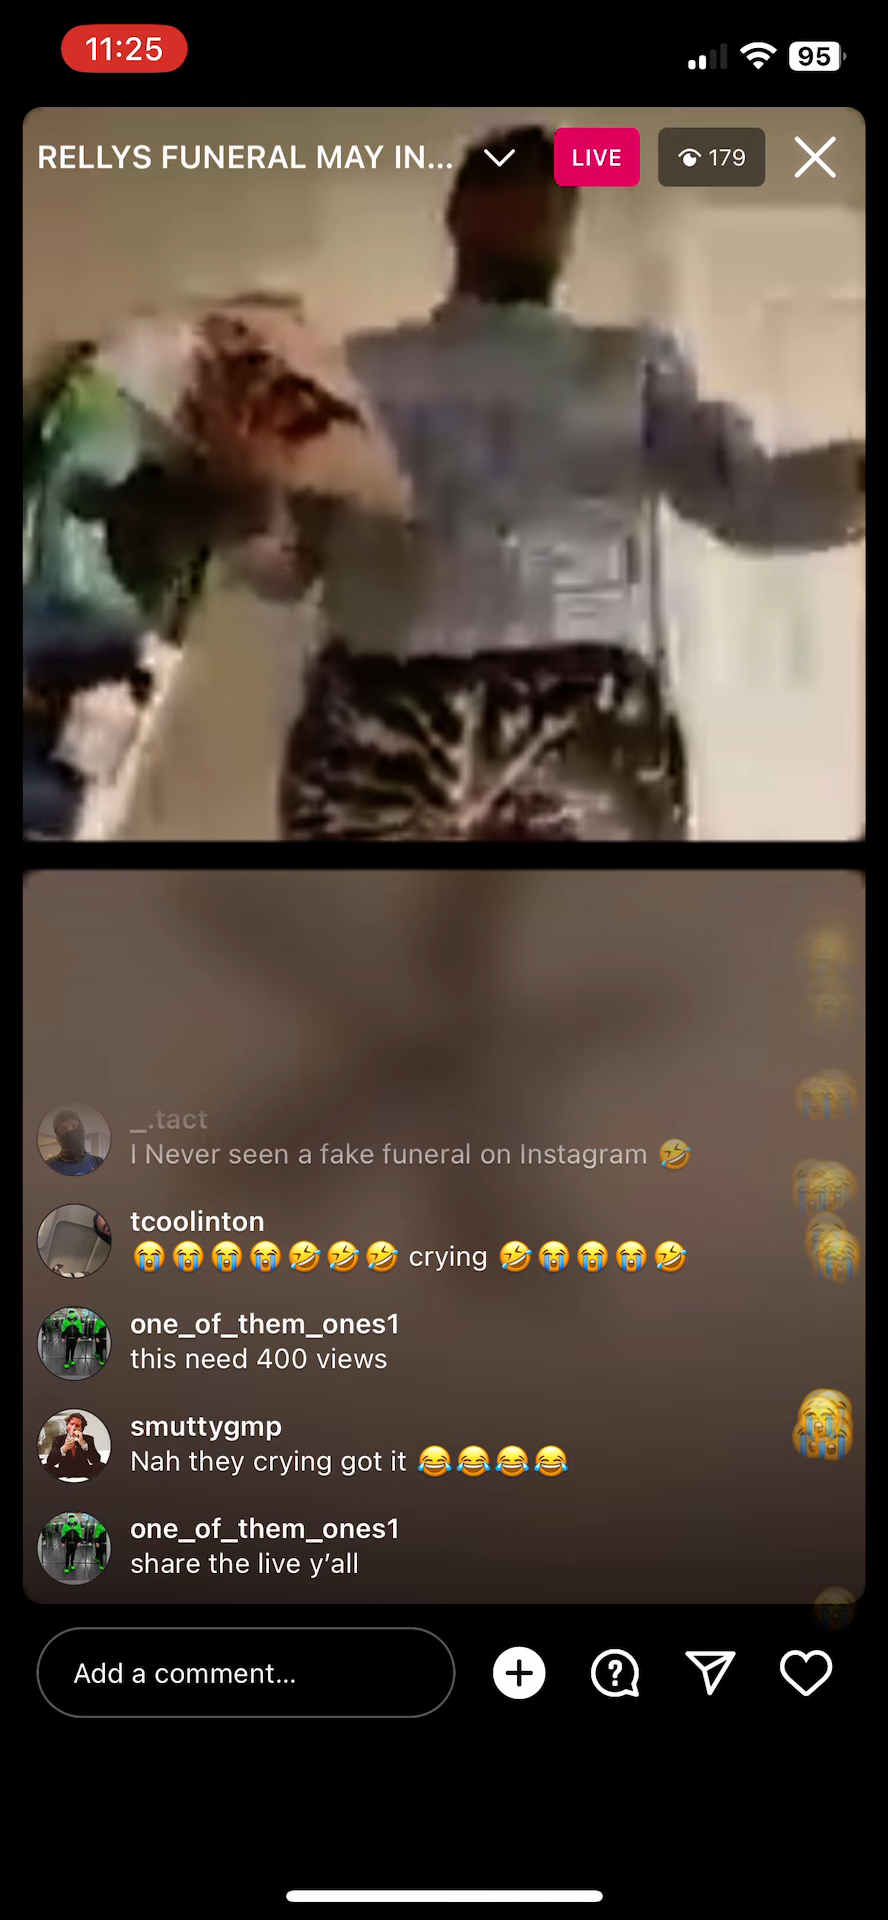 11:25
95
RELLYS FUNERAL MAY IN...
LIVE
179
_.tact
I Never seen a fake funeral on Instagram 🤣
tcoolinton
😭😭😭😭🤣🤣🤣 crying 🤣😭😭😭🤣
one_of_them_ones1
this need 400 views
smuttygmp
Nah they crying got it 😂😂😂😂
one_of_them_ones1
share the live y’all
Add a comment...